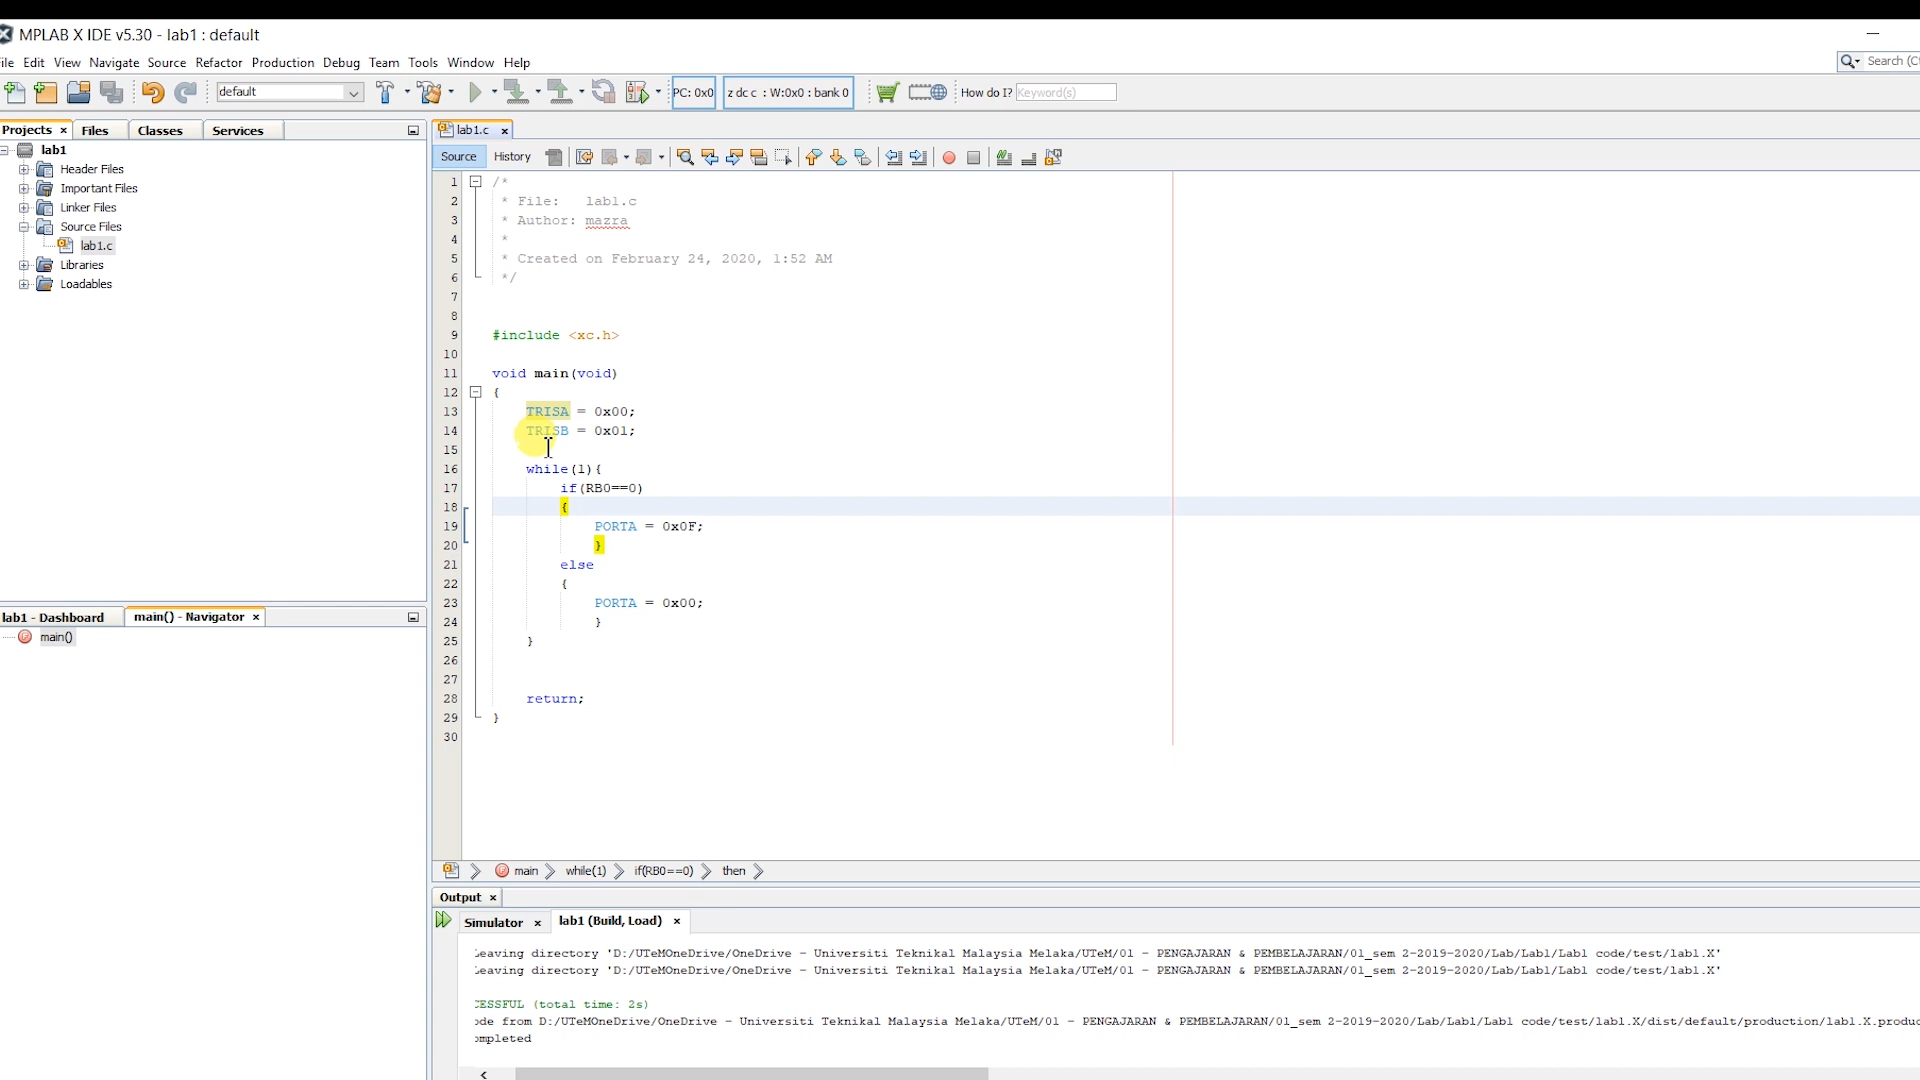 MPLAB X IDE v5.30 - lab1 : default
ile Edit View Navigate Source Refactor Production Debug Team Tools Window Help
Search (Ct
default
PC: 0x0
z dc c : W:0x0 : bank 0
How do I? Keyword(s)
Projects × Files Classes Services
lab1
Header Files
Important Files
Linker Files
Source Files
lab1.c
Libraries
Loadables
lab1 - Dashboard main() - Navigator ×
main()
lab1.c ×
Source History
1 /*
2 * File: lab1.c
3 * Author: mazra
4 *
5 * Created on February 24, 2020, 1:52 AM
6 */
7
8
9 #include <xc.h>
10
11 void main(void)
12 {
13 TRISA = 0x00;
14 TRISB = 0x01;
15
16 while(1){
17 if(RB0==0)
18 {
19 PORTA = 0x0F;
20 }
21 else
22 {
23 PORTA = 0x00;
24 }
25 }
26
27
28 return;
29 }
30
main while(1) if(RB0==0) then
Output ×
Simulator × lab1 (Build, Load) ×
Leaving directory 'D:/UTeMOneDrive/OneDrive - Universiti Teknikal Malaysia Melaka/UTeM/01 - PENGAJARAN & PEMBELAJARAN/01_sem 2-2019-2020/Lab/Lab1/Lab1 code/test/lab1.X'
Leaving directory 'D:/UTeMOneDrive/OneDrive - Universiti Teknikal Malaysia Melaka/UTeM/01 - PENGAJARAN & PEMBELAJARAN/01_sem 2-2019-2020/Lab/Lab1/Lab1 code/test/lab1.X'
CESSFUL (total time: 2s)
ode from D:/UTeMOneDrive/OneDrive - Universiti Teknikal Malaysia Melaka/UTeM/01 - PENGAJARAN & PEMBELAJARAN/01_sem 2-2019-2020/Lab/Lab1/Lab1 code/test/lab1.X/dist/default/production/lab1.X.produc
ompleted